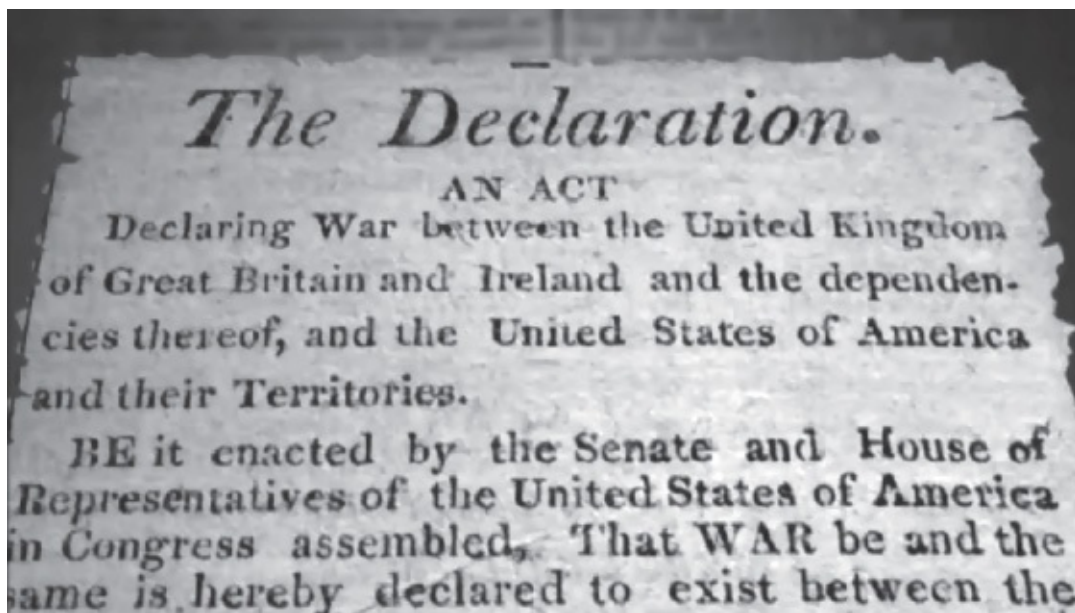 The Declaration.
AN ACT
Declaring War between the United Kingdom
of Great Britain and Ireland and the dependen-
cies thereof, and the United States of America
and their Territories.
BE it enacted by the Senate and House of
Representatives of the United States of America
in Congress assembled, That WAR be and the
same is hereby declared to exist between the